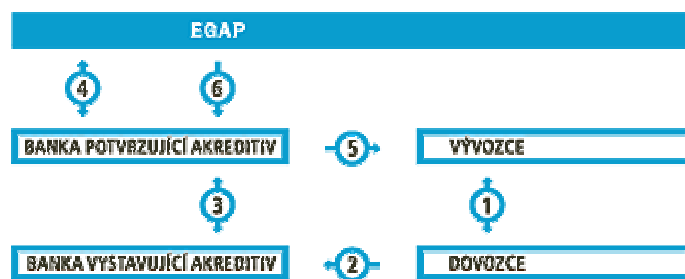 EGAP
4 6
BANKA POTVRZUJÍCÍ AKREDITIV 5 VÝVOZCE
3 1
BANKA VYSTAVUJÍCÍ AKREDITIV 2 DOVOZCE